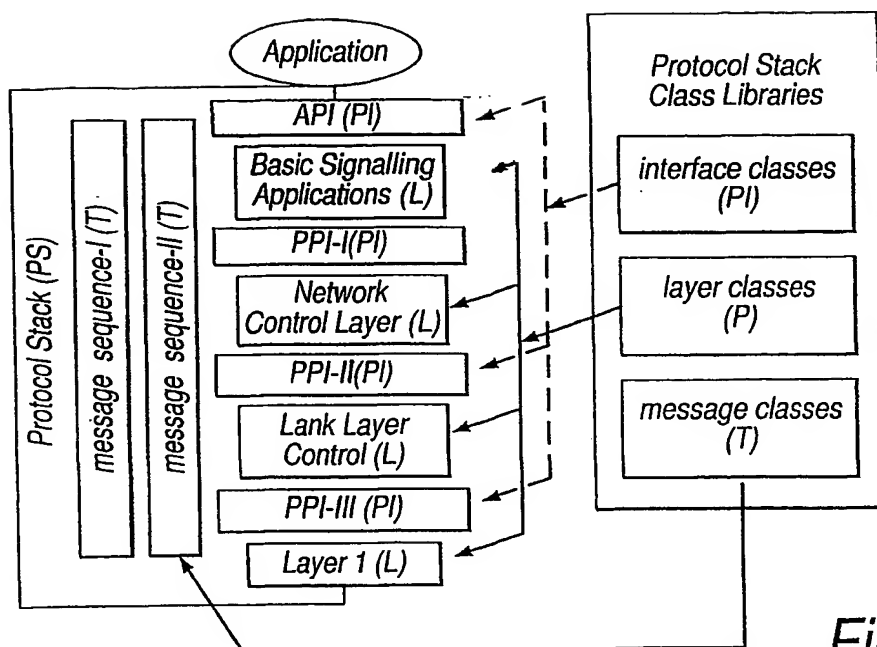 Application
Protocol Stack (PS)
message sequence-I (T)
message sequence-II (T)
API (PI)
Basic Signalling
Applications (L)
PPI-I(PI)
Network
Control Layer (L)
PPI-II(PI)
Lank Layer
Control (L)
PPI-III (PI)
Layer 1 (L)
Protocol Stack
Class Libraries
interface classes
(PI)
layer classes
(P)
message classes
(T)